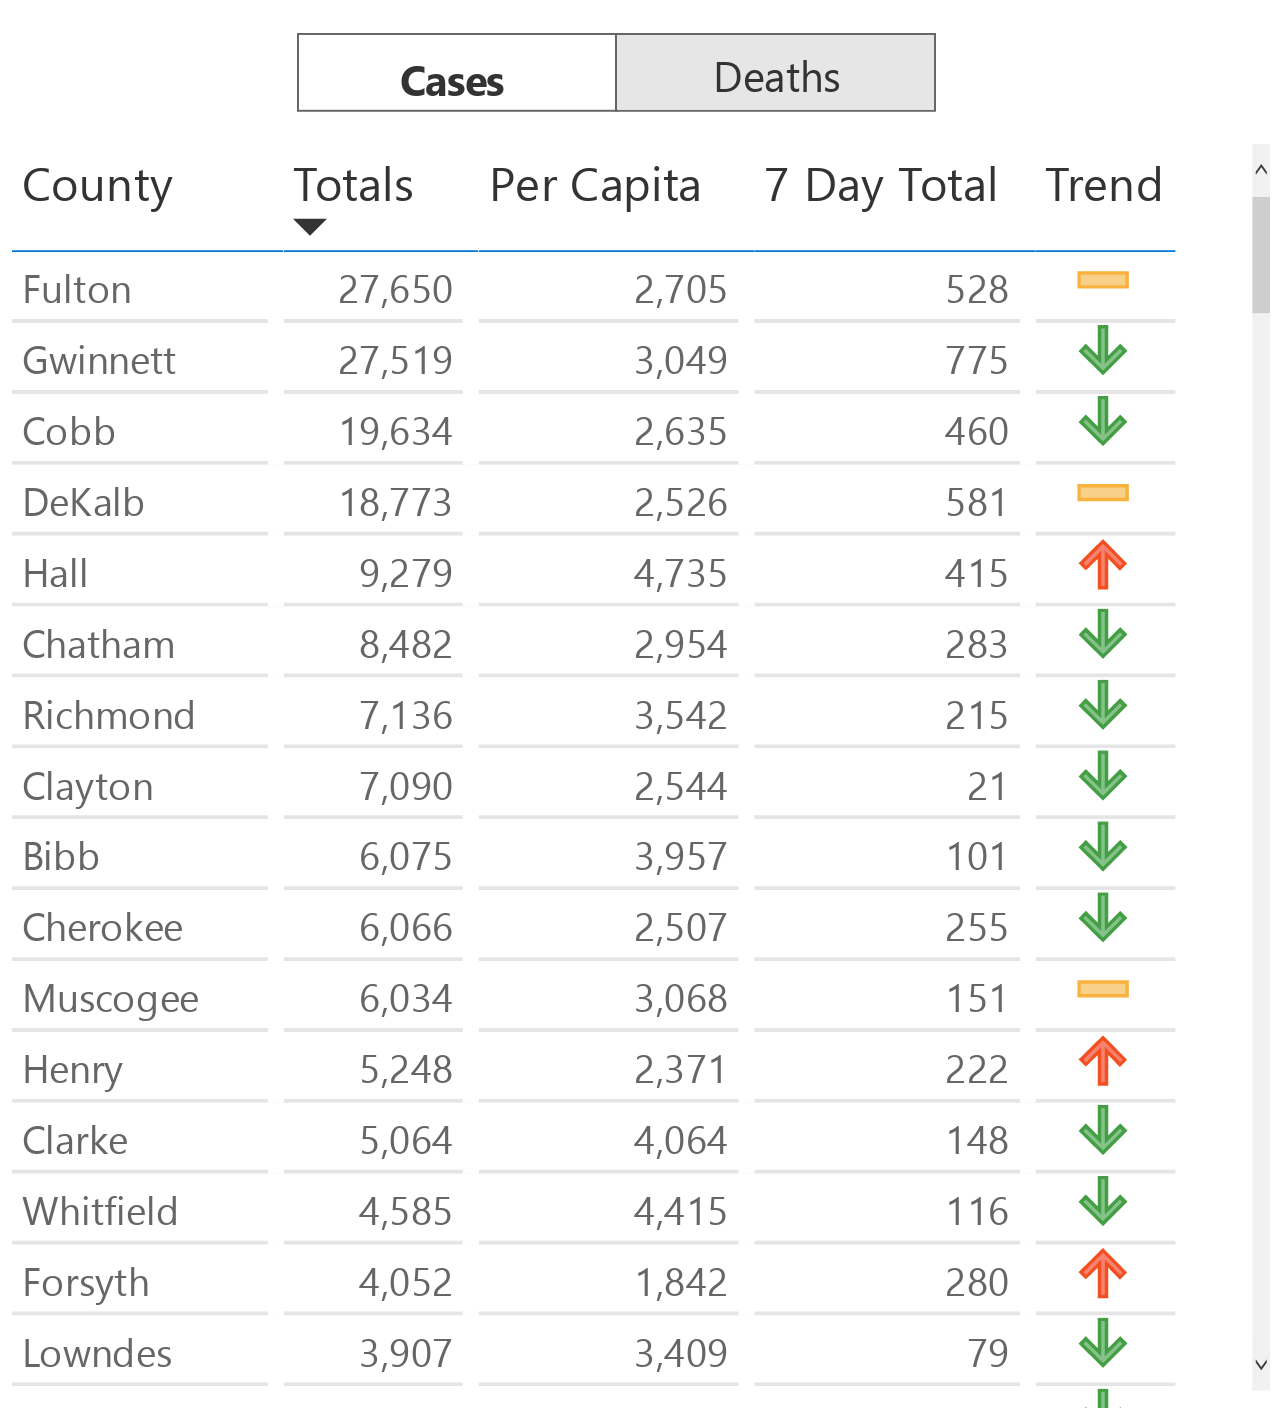 Cases Deaths
County Totals Per Capita 7 Day Total Trend
Fulton 27,650 2,705 528
Gwinnett 27,519 3,049 775
Cobb 19,634 2,635 460
DeKalb 18,773 2,526 581
Hall 9,279 4,735 415
Chatham 8,482 2,954 283
Richmond 7,136 3,542 215
Clayton 7,090 2,544 21
Bibb 6,075 3,957 101
Cherokee 6,066 2,507 255
Muscogee 6,034 3,068 151
Henry 5,248 2,371 222
Clarke 5,064 4,064 148
Whitfield 4,585 4,415 116
Forsyth 4,052 1,842 280
Lowndes 3,907 3,409 79